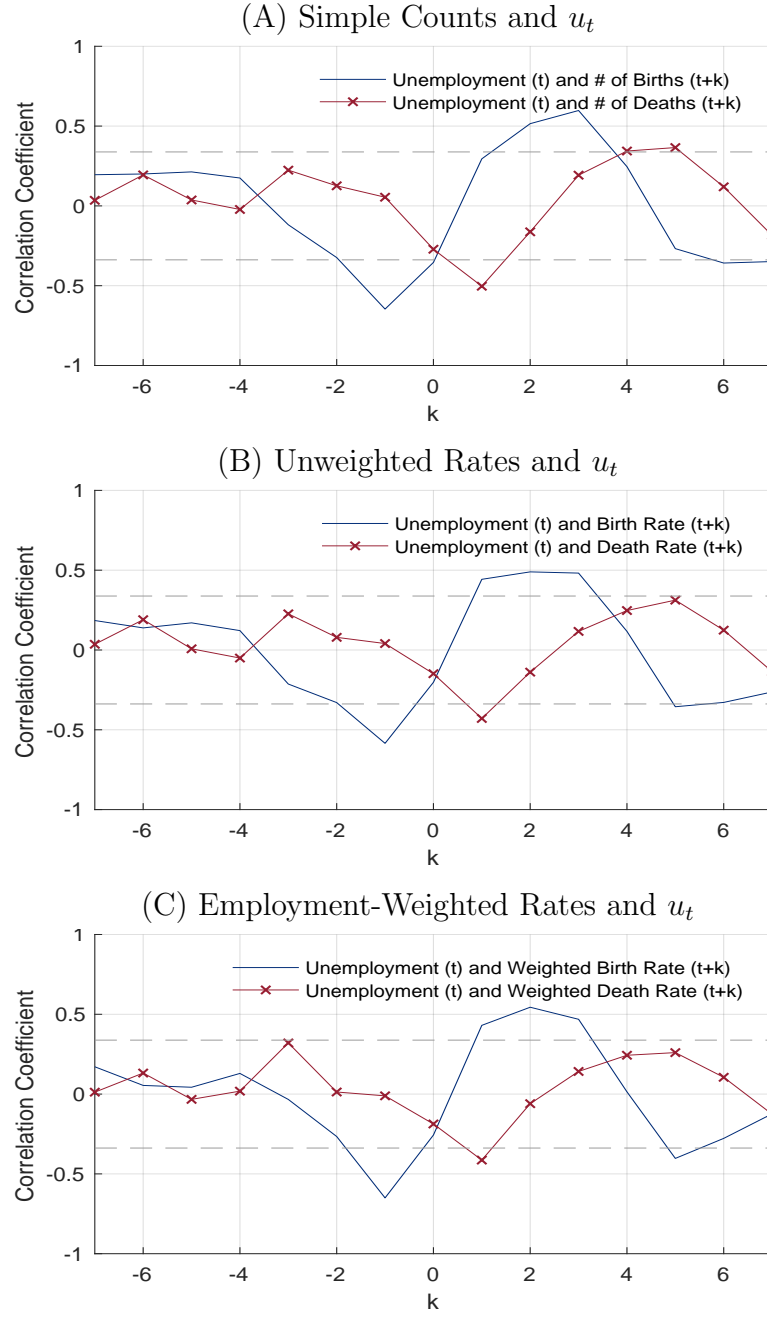 (A) Simple Counts and u_t
1
Unemployment (t) and # of Births (t+k)
Unemployment (t) and # of Deaths (t+k)
0.5
0
-0.5
-1
Correlation Coefficient
-6 -4 -2 0 2 4 6
k
(B) Unweighted Rates and u_t
1
Unemployment (t) and Birth Rate (t+k)
Unemployment (t) and Death Rate (t+k)
0.5
0
-0.5
-1
Correlation Coefficient
-6 -4 -2 0 2 4 6
k
(C) Employment-Weighted Rates and u_t
1
Unemployment (t) and Weighted Birth Rate (t+k)
Unemployment (t) and Weighted Death Rate (t+k)
0.5
0
-0.5
-1
Correlation Coefficient
-6 -4 -2 0 2 4 6
k